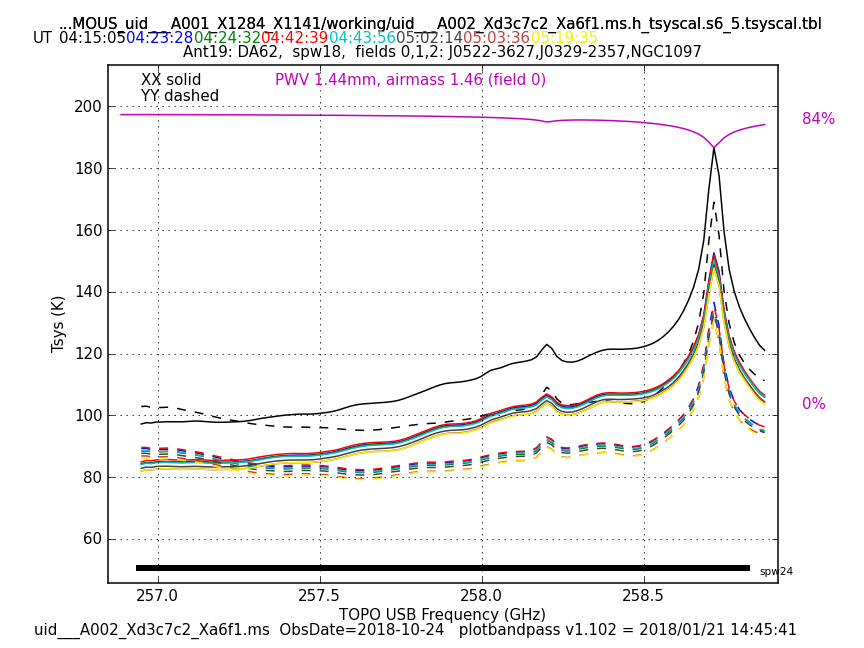 ...MOUS_uid___A001_X1284_X1141/working/uid___A002_Xd3c7c2_Xa6f1.ms.h_tsyscal.s6_5.tsyscal.tbl
UT 04:15:05 04:23:28 04:24:32 04:42:39 04:43:56 05:02:14 05:03:36 05:19:35
Ant19: DA62,  spw18,  fields 0,1,2: J0522-3627,J0329-2357,NGC1097
XX solid
PWV 1.44mm, airmass 1.46 (field 0)
YY dashed
200
84%
180
160
140
120
100
0%
80
60
Tsys (K)
spw24
257.0 257.5 258.0 258.5
TOPO USB Frequency (GHz)
uid___A002_Xd3c7c2_Xa6f1.ms  ObsDate=2018-10-24   plotbandpass v1.102 = 2018/01/21 14:45:41